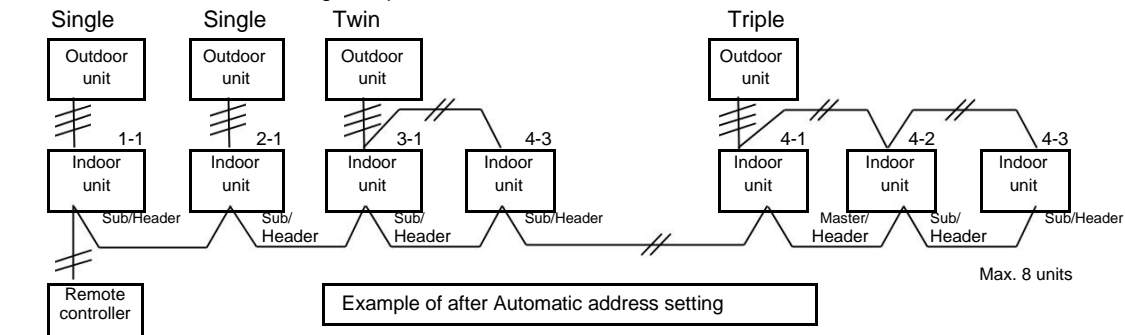 Single Single Twin Triple
Outdoor unit
Outdoor unit
Outdoor unit
Outdoor unit
1-1 2-1 3-1 4-3 4-1 4-2 4-3
Indoor unit
Indoor unit
Indoor unit
Indoor unit
Indoor unit
Indoor unit
Indoor unit
Sub/Header
Sub/
Header
Sub/
Header
Sub/Header
Master/
Header
Sub/
Header
Sub/Header
Max. 8 units
Remote
controller
Example of after Automatic address setting